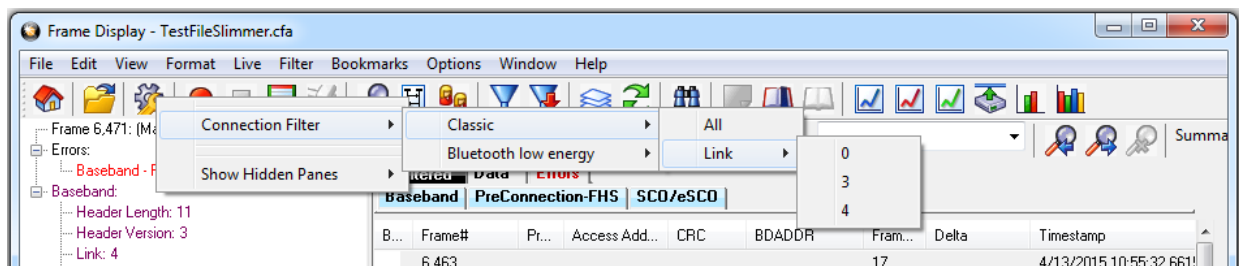 Frame Display - TestFileSlimmer.cfa
File Edit View Format Live Filter Bookmarks Options Window Help
Frame 6,471: (Ma
Connection Filter
Classic
All
Summa
Errors:
Bluetooth low energy
Link
0
Baseband - F
Show Hidden Panes
Data
Errors
3
Baseband:
Baseband PreConnection-FHS SCO/eSCO
Header Length: 11
4
Header Version: 3
B... Frame# Pr... Access Add... CRC BDADDR Fram... Delta Timestamp
Link: 4
6,463 17 4/13/2015 10:55:32.661